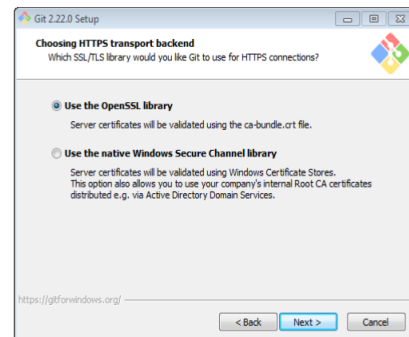 Git 2.22.0 Setup
Choosing HTTPS transport backend
Which SSL/TLS library would you like Git to use for HTTPS connections?
Use the OpenSSL library
Server certificates will be validated using the ca-bundle.crt file.
Use the native Windows Secure Channel library
Server certificates will be validated using Windows Certificate Stores.
This option also allows you to use your company's internal Root CA certificates
distributed e.g. via Active Directory Domain Services.
https://gitforwindows.org/
< Back Next > Cancel